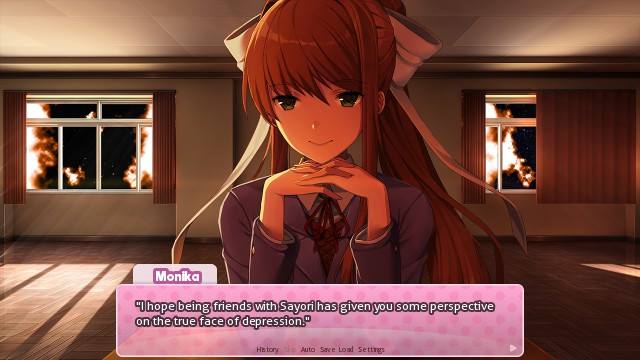 Monika
"I hope being friends with Sayori has given you some perspective
on the true face of depression."
History Skip Auto Save Load Settings